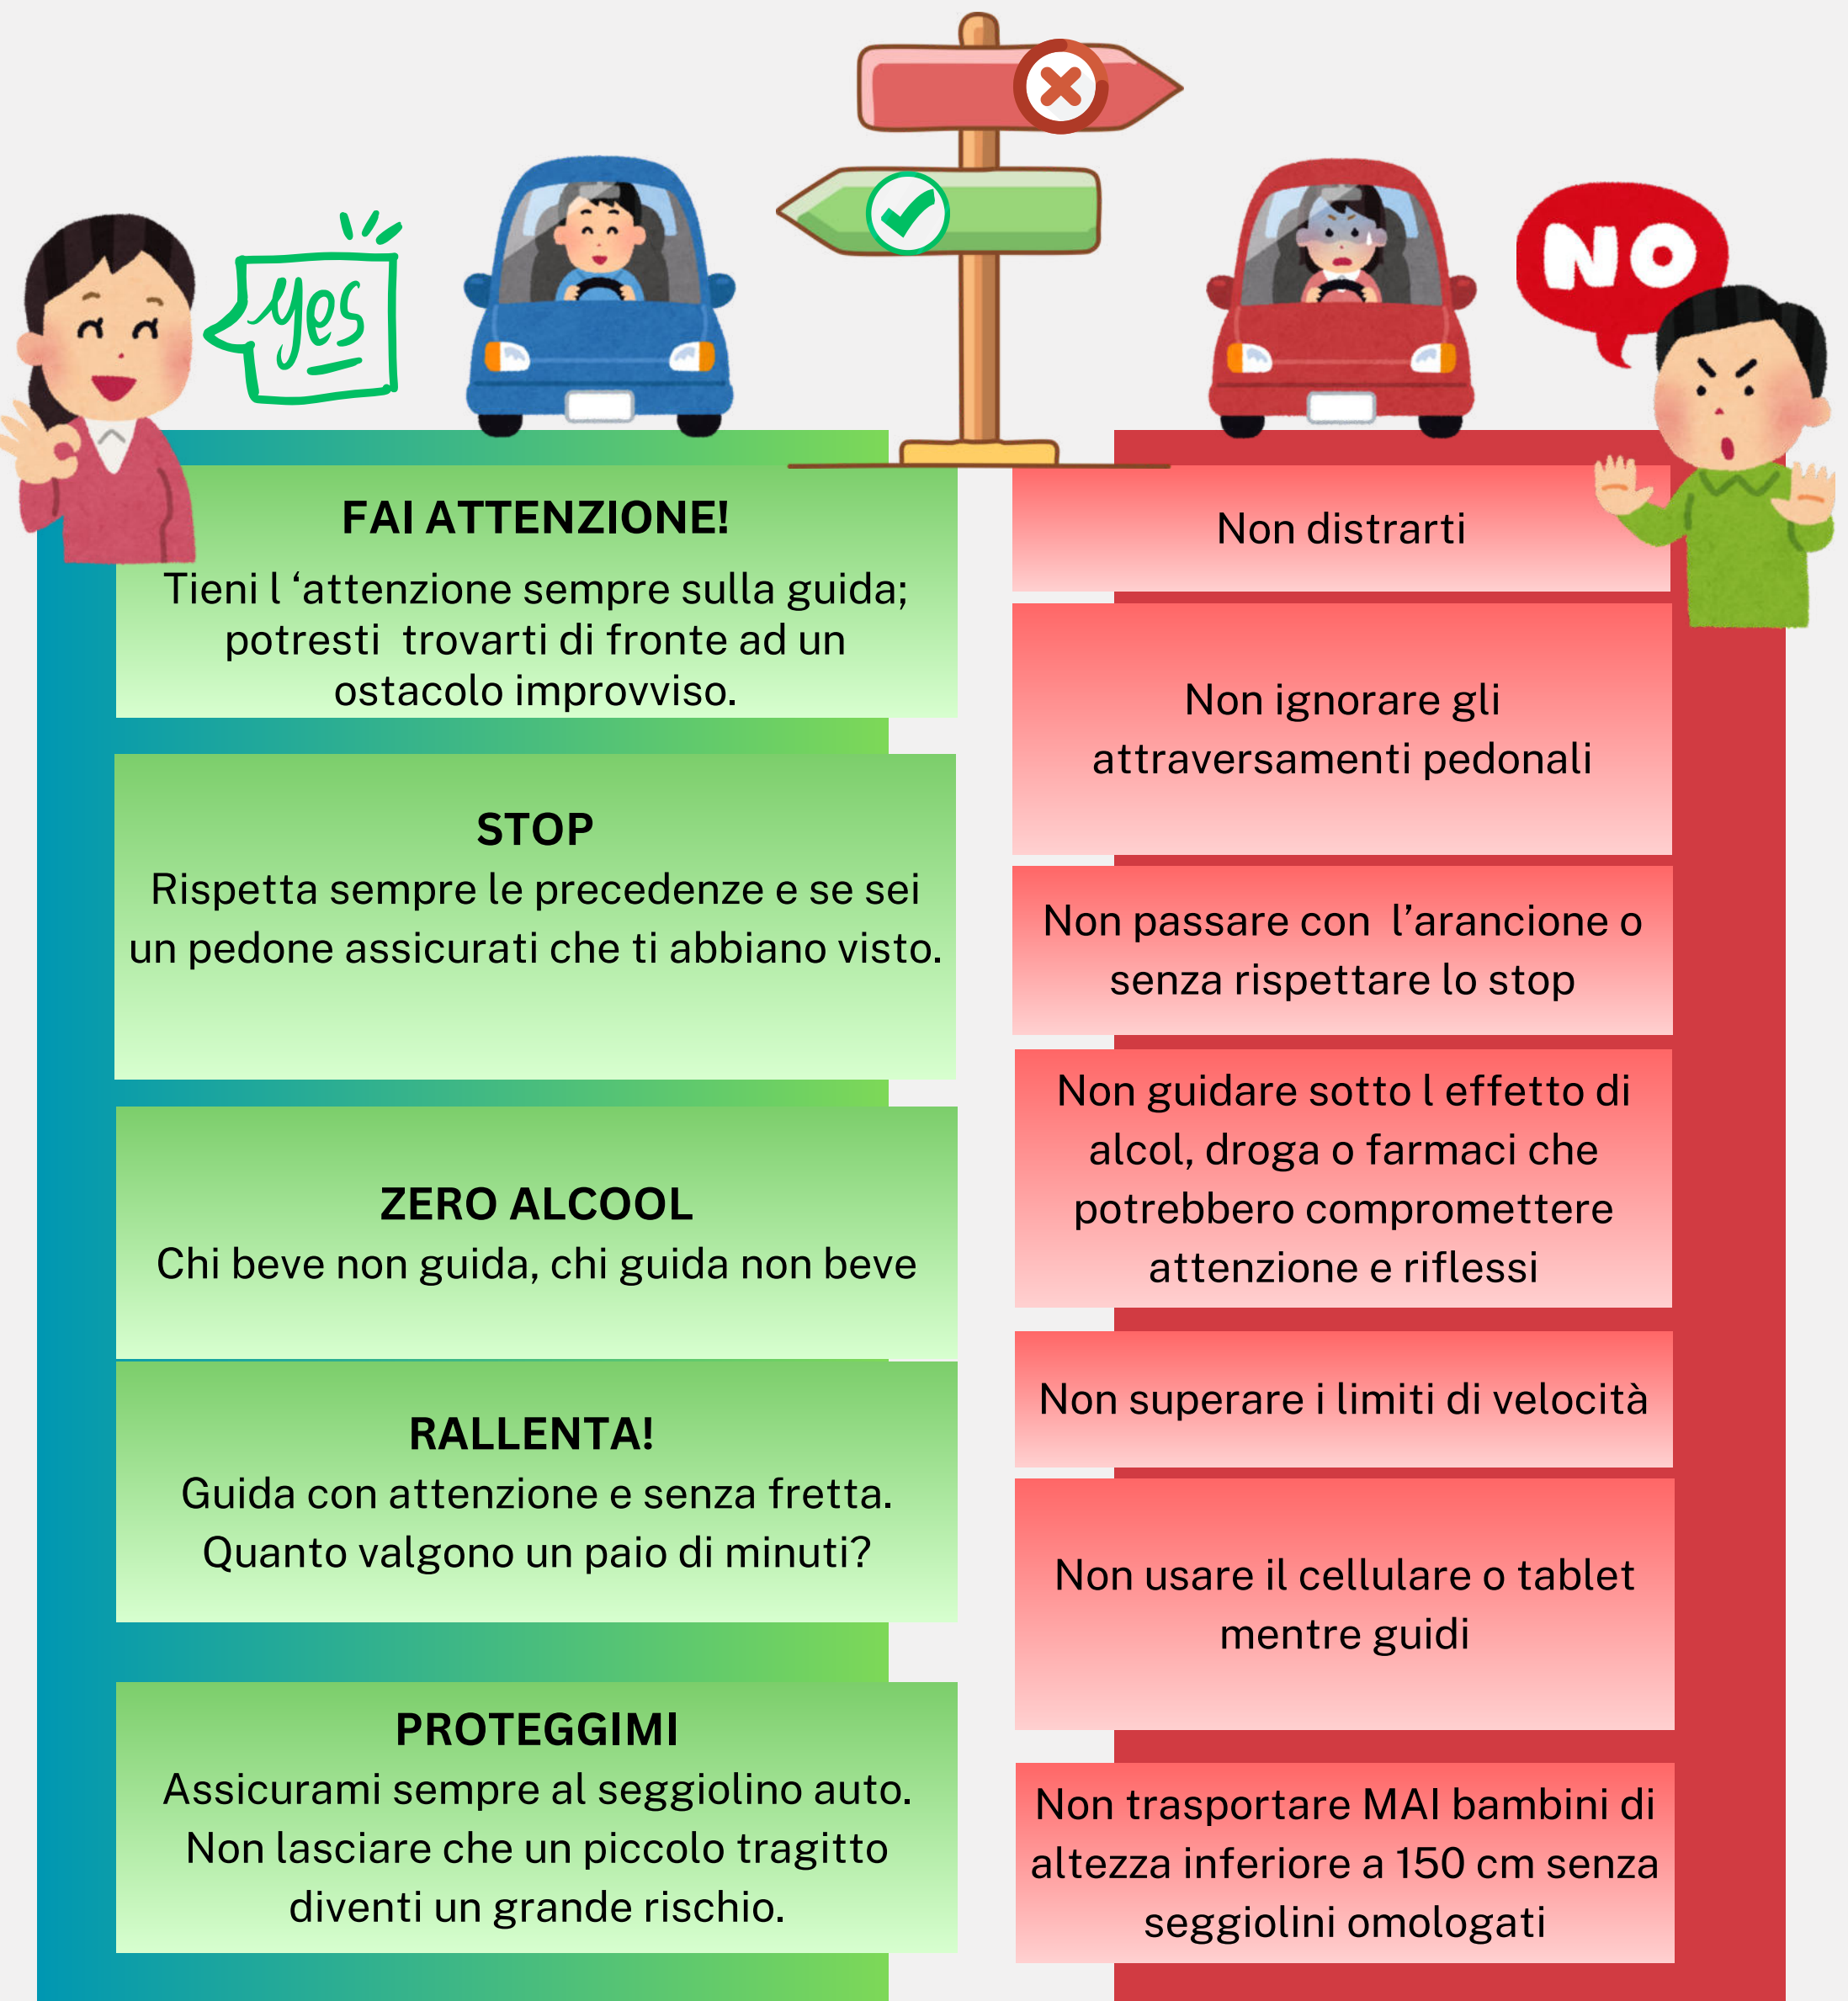 yes
NO
FAI ATTENZIONE!
Tieni l ‘attenzione sempre sulla guida;
potresti  trovarti di fronte ad un
ostacolo improvviso.
STOP
Rispetta sempre le precedenze e se sei
un pedone assicurati che ti abbiano visto.
ZERO ALCOOL
Chi beve non guida, chi guida non beve
RALLENTA!
Guida con attenzione e senza fretta.
Quanto valgono un paio di minuti?
PROTEGGIMI
Assicurami sempre al seggiolino auto.
Non lasciare che un piccolo tragitto
diventi un grande rischio.
Non distrarti
Non ignorare gli
attraversamenti pedonali
Non passare con  l’arancione o
senza rispettare lo stop
Non guidare sotto l effetto di
alcol, droga o farmaci che
potrebbero compromettere
attenzione e riflessi
Non superare i limiti di velocità
Non usare il cellulare o tablet
mentre guidi
Non trasportare MAI bambini di
altezza inferiore a 150 cm senza
seggiolini omologati